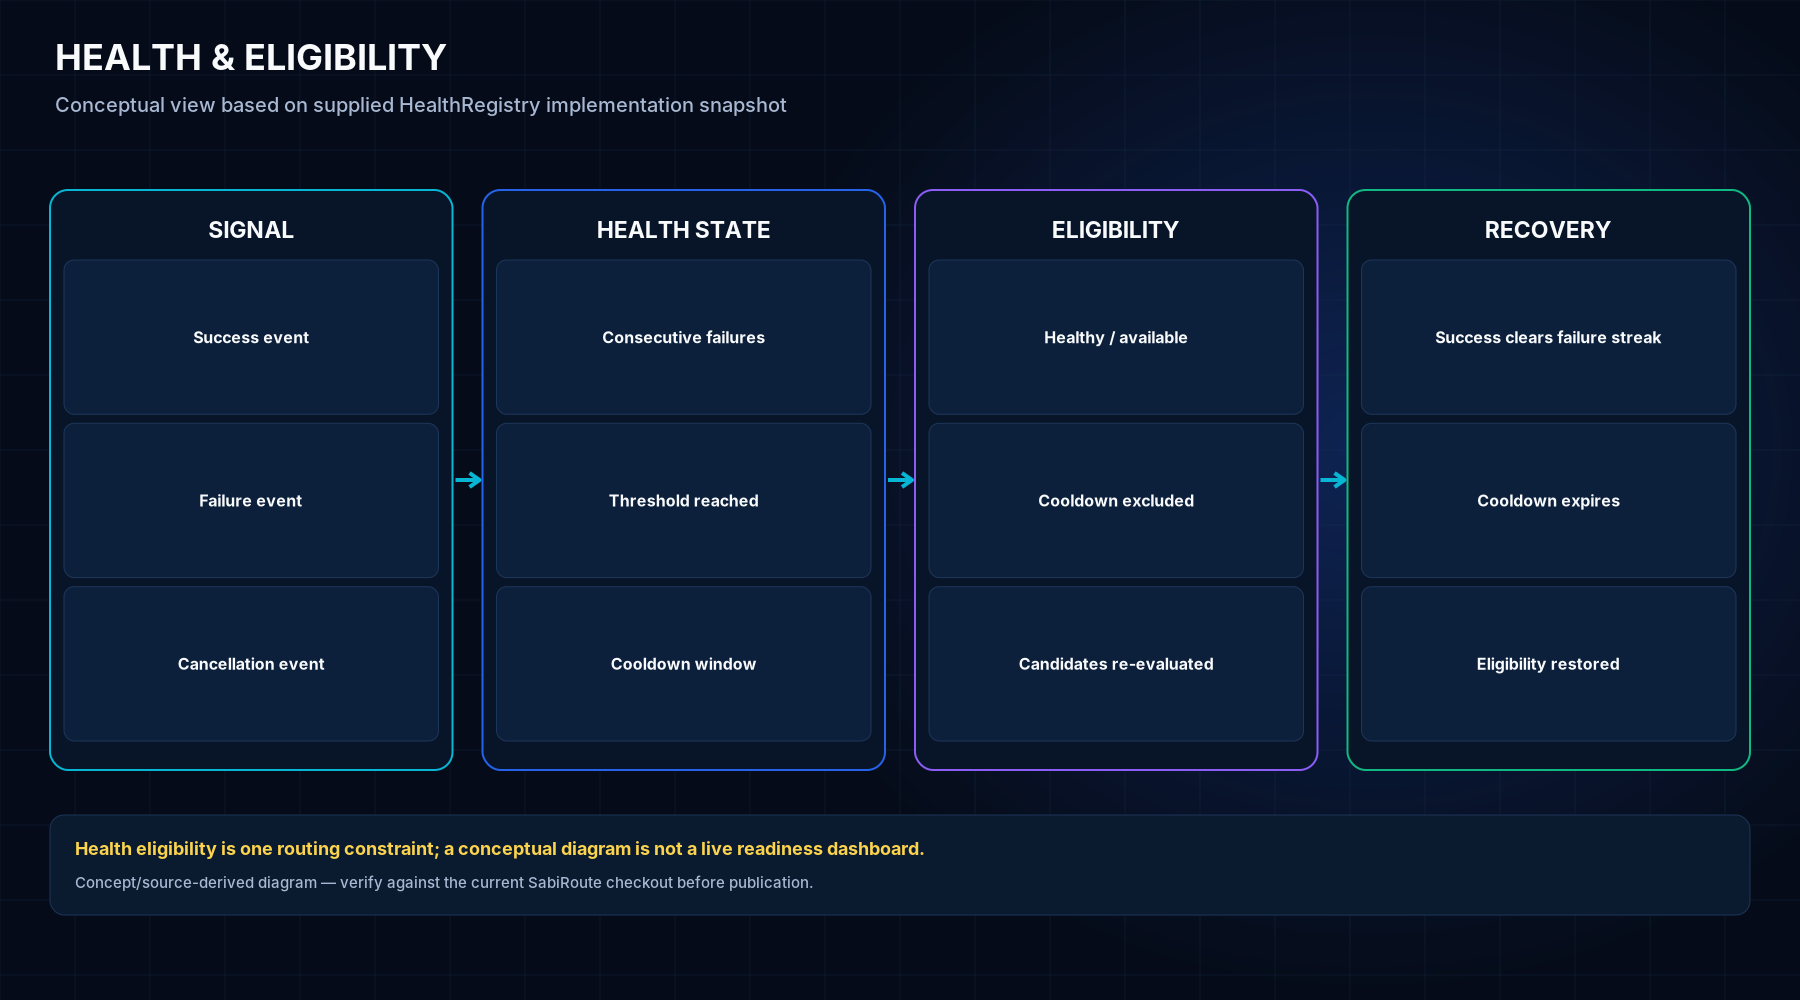 HEALTH & ELIGIBILITY
Conceptual view based on supplied HealthRegistry implementation snapshot
SIGNAL
Success event
Failure event
Cancellation event
HEALTH STATE
Consecutive failures
Threshold reached
Cooldown window
ELIGIBILITY
Healthy / available
Cooldown excluded
Candidates re-evaluated
RECOVERY
Success clears failure streak
Cooldown expires
Eligibility restored
Health eligibility is one routing constraint; a conceptual diagram is not a live readiness dashboard.
Concept/source-derived diagram — verify against the current SabiRoute checkout before publication.